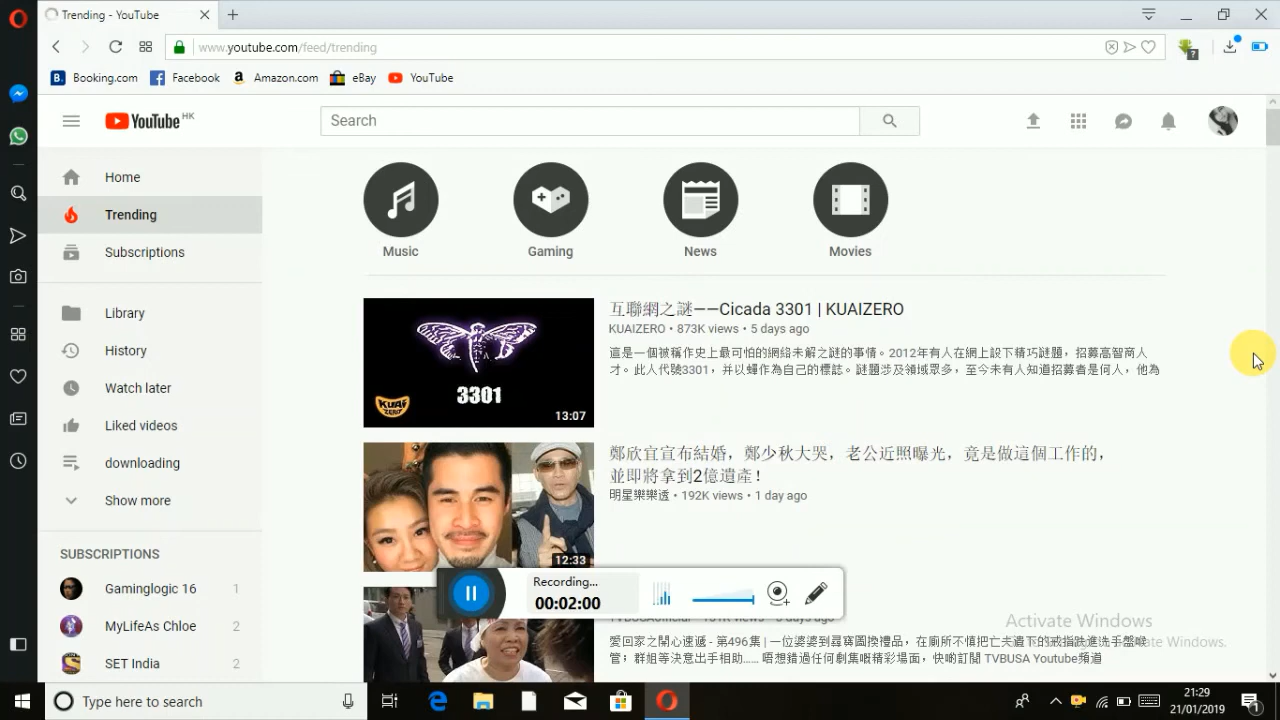 Trending - YouTube
www.youtube.com/feed/trending
B. Booking.com
Facebook
Amazon.com
eBay
YouTube
YouTube HK
Search
Home
Trending
Subscriptions
Library
History
Watch later
Liked videos
downloading
Show more
SUBSCRIPTIONS
Gaminglogic 16 1
MyLifeAs Chloe 2
SET India 2
Music
Gaming
News
Movies
3301
KUAI ZERO
13:07
互聯網之謎——Cicada 3301 | KUAIZERO
KUAIZERO • 873K views • 5 days ago
這是一個被稱作史上最可怕的網絡未解之謎的事情。2012年有人在網上設下精巧謎題，招募高智商人
才。此人代號3301，并以蟬作為自己的標誌。謎題涉及領域眾多，至今未有人知道招募者是何人，他為
12:33
鄭欣宜宣布結婚，鄭少秋大哭，老公近照曝光，竟是做這個工作的，
並即將拿到2億遺產！
明星樂樂透 • 192K views • 1 day ago
愛回家之開心速遞 - 第496集 | 一位婆婆到尋寶圖換禮品，在廁所不慎把亡夫遺下的戒指跌進洗手盤喉
管；群組等決意出手相助...... 唔想錯過任何劇集嘅精彩場面，快啲訂閱 TVBUSA Youtube頻道
Recording...
00:02:00
Activate Windows
Type here to search
21:29
21/01/2019
1